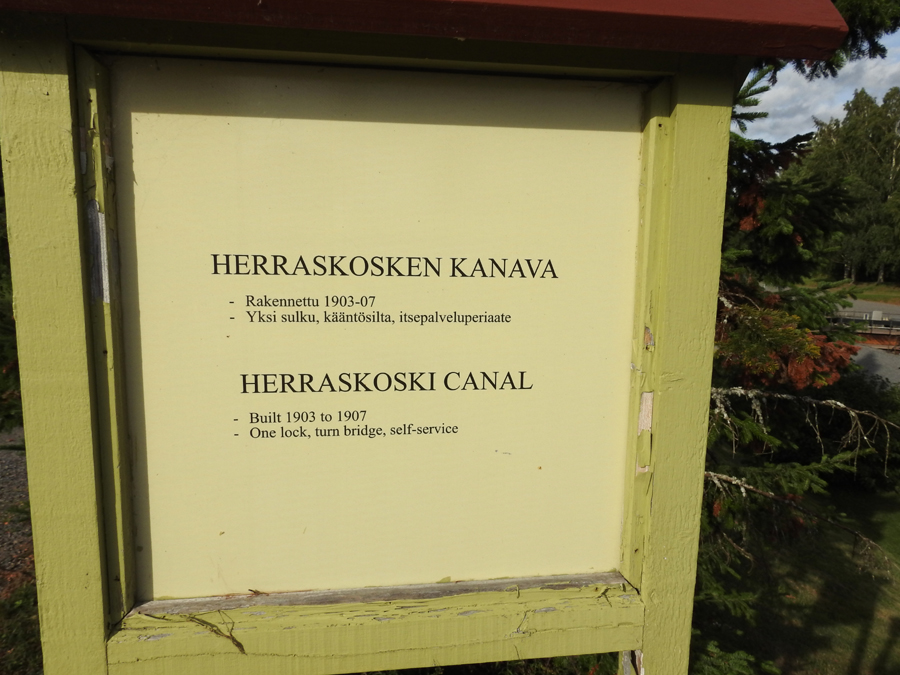 HERRASKOSKEN KANAVA
- Rakennettu 1903-07
- Yksi sulku, kääntösilta, itsepalveluperiaate
-
HERRASKOSKI CANAL
- Built 1903 to 1907
- One lock, turn bridge, self-service